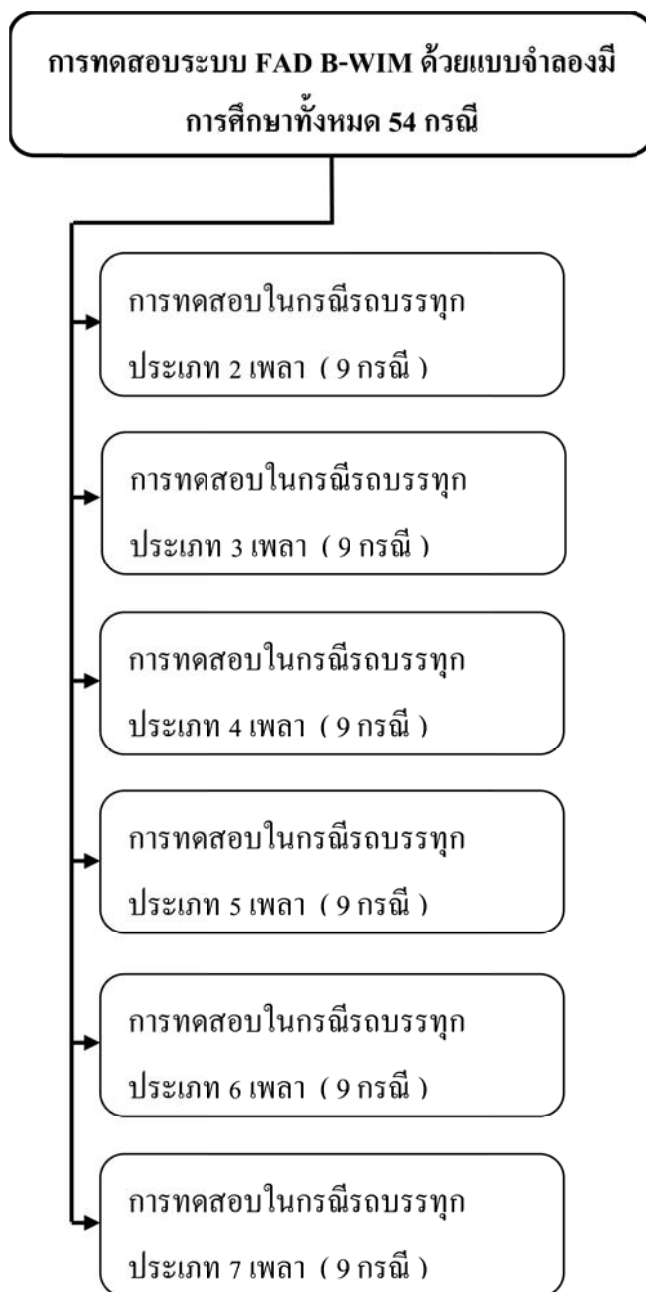 การทดสอบระบบ FAD B-WIM ด้วยแบบจำลองมี
การศึกษาทั้งหมด 54 กรณี
การทดสอบในกรณีรถบรรทุก
ประเภท 2 เพลา ( 9 กรณี )
การทดสอบในกรณีรถบรรทุก
ประเภท 3 เพลา ( 9 กรณี )
การทดสอบในกรณีรถบรรทุก
ประเภท 4 เพลา ( 9 กรณี )
การทดสอบในกรณีรถบรรทุก
ประเภท 5 เพลา ( 9 กรณี )
การทดสอบในกรณีรถบรรทุก
ประเภท 6 เพลา ( 9 กรณี )
การทดสอบในกรณีรถบรรทุก
ประเภท 7 เพลา ( 9 กรณี )